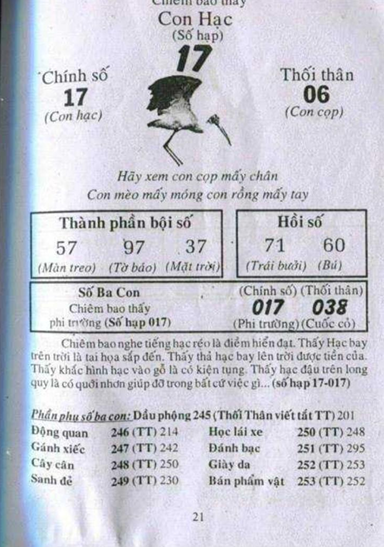 Chiêm bao thấy
Con Hạc
(Số hạp)
17
Chính số
17
(Con hạc)
Thối thân
06
(Con cọp)
Hãy xem con cọp mấy chân
Con mèo mấy móng con rồng mấy tay
Thành phần bội số
57 97 37
(Màn treo) (Tờ báo) (Mặt trời)
Hồi số
71 60
(Trái bưởi) (Bú)
Số Ba Con
Chiêm bao thấy
phi trường (Số hạp 017)
(Chính số) (Thối thân)
017 038
(Phi trường) (Cuốc cỏ)
Chiêm bao nghe tiếng hạc réo là điềm hiển đạt. Thấy Hạc bay
trên trời là tai họa sắp đến. Thấy thả hạc bay lên trời được tiền của.
Thấy khắc hình hạc vào gỗ là có kiện tụng. Thấy hạc đậu trên long
quy là có quới nhơn giúp đỡ trong bất cứ việc gì... (số hạp 17-017)
Phần phụ số ba con: Dầu phộng 245 (Thối Thân viết tắt TT) 201
Động quan 246 (TT) 214 Học lái xe 250 (TT) 248
Gánh xiếc 247 (TT) 242 Đánh bạc 251 (TT) 295
Cây cân 248 (TT) 250 Giày da 252 (TT) 253
Sanh đẻ 249 (TT) 230 Bán phẩm vật 253 (TT) 252
21